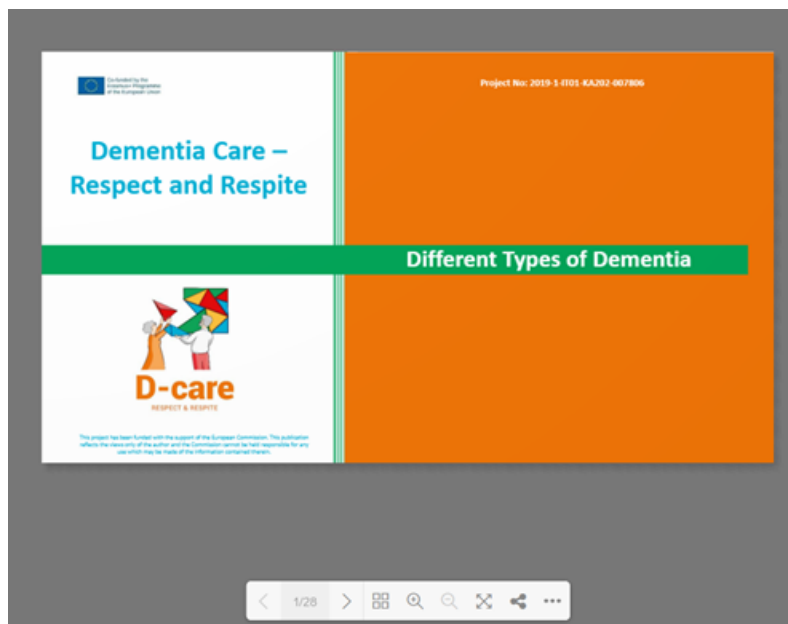 Co-funded by the
Erasmus+ Programme
of the European Union
Project No: 2019-1-IT01-KA202-007806
Dementia Care –
Respect and Respite
Different Types of Dementia
D-care
RESPECT & RESPITE
This project has been funded with the support of the European Commission. This publication
reflects the views only of the author and the Commission cannot be held responsible for any
use which may be made of the information contained therein.
1/28